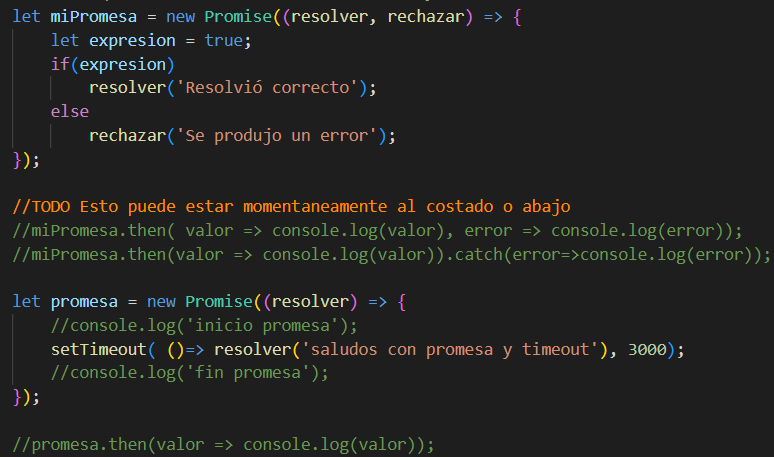 let miPromesa = new Promise((resolver, rechazar) => {
    let expresion = true;
    if(expresion)
        resolver('Resolvió correcto');
    else
        rechazar('Se produjo un error');
});
//TODO Esto puede estar momentaneamente al costado o abajo
//miPromesa.then( valor => console.log(valor), error => console.log(error));
//miPromesa.then(valor => console.log(valor)).catch(error=>console.log(error));
let promesa = new Promise((resolver) => {
    //console.log('inicio promesa');
    setTimeout( ()=> resolver('saludos con promesa y timeout'), 3000);
    //console.log('fin promesa');
});
//promesa.then(valor => console.log(valor));